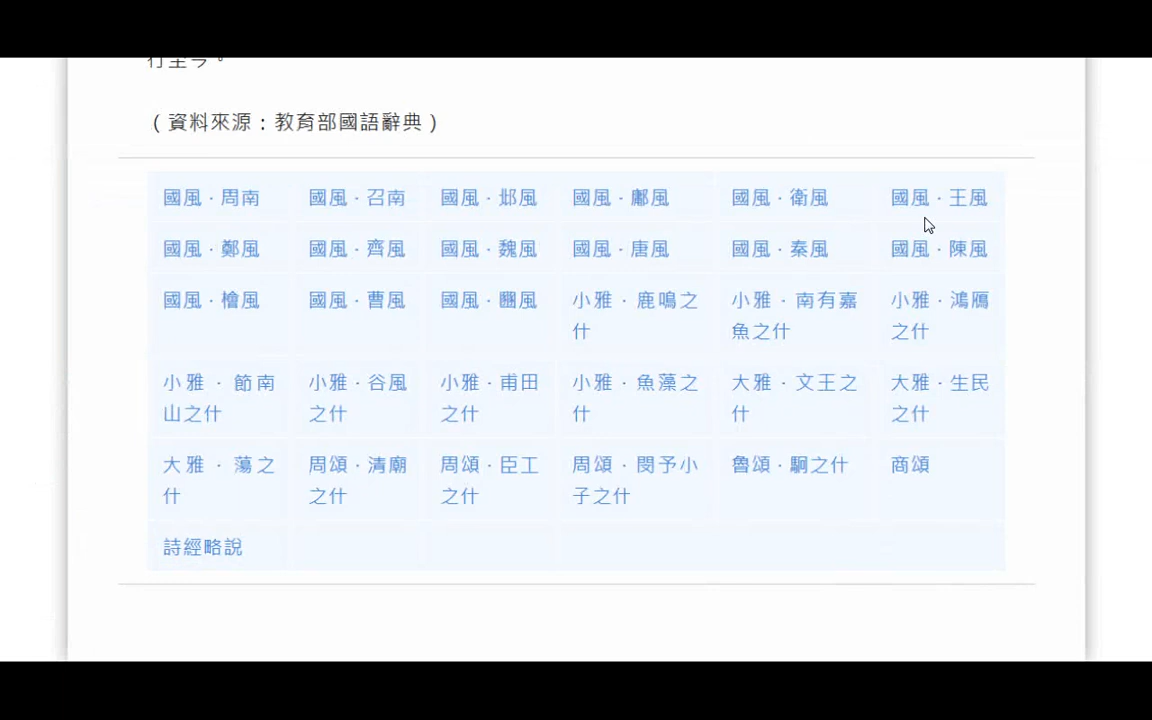 行至今。
(資料來源:教育部國語辭典)
國風·周南 國風·召南 國風·邶風 國風·鄘風 國風·衛風 國風·王風
國風·鄭風 國風·齊風 國風·魏風 國風·唐風 國風·秦風 國風·陳風
國風·檜風 國風·曹風 國風·豳風 小雅·鹿鳴之什 小雅·南有嘉魚之什 小雅·鴻鴈之什
小雅·節南山之什 小雅·谷風之什 小雅·甫田之什 小雅·魚藻之什 大雅·文王之什 大雅·生民之什
大雅·蕩之什 周頌·清廟之什 周頌·臣工之什 周頌·閔予小子之什 魯頌·駉之什 商頌
詩經略說